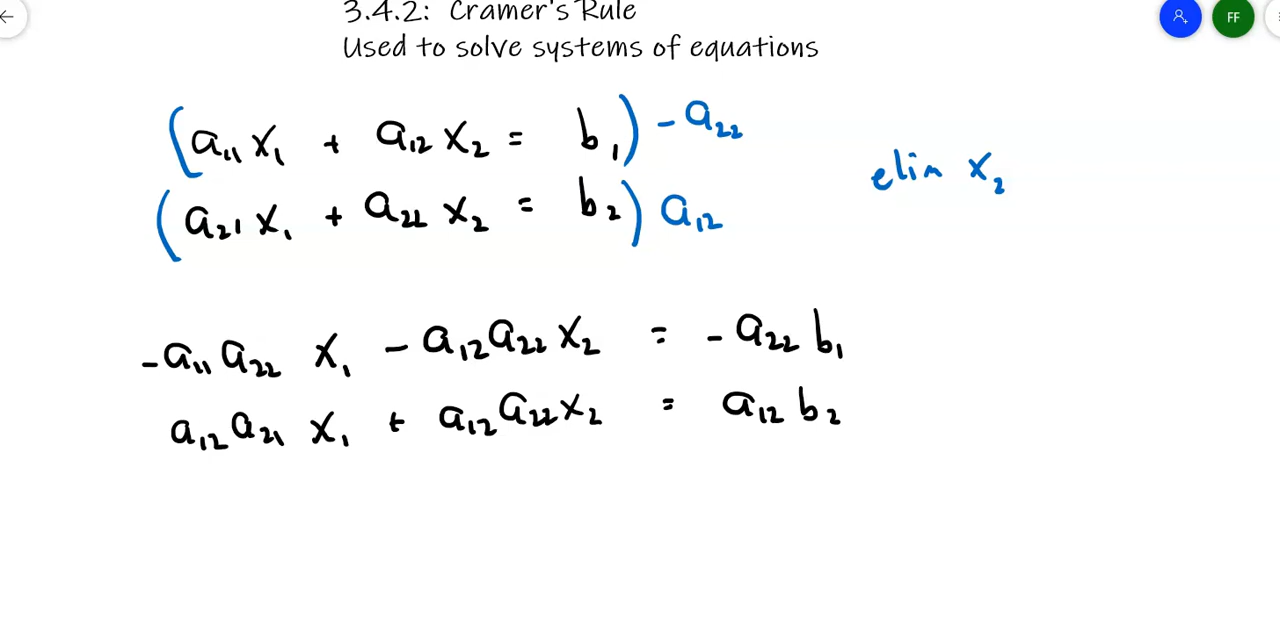 3.4.2: Cramer's Rule
FF
Used to solve systems of equations
(a₁₁ x₁ + a₁₂ x₂ = b₁) - a₂₂
elim x₂
(a₂₁ x₁ + a₂₂ x₂ = b₂) a₁₂
-a₁₁ a₂₂ x₁ - a₁₂ a₂₂ x₂ = - a₂₂ b₁
a₁₂ a₂₁ x₁ + a₁₂ a₂₂ x₂ = a₁₂ b₂